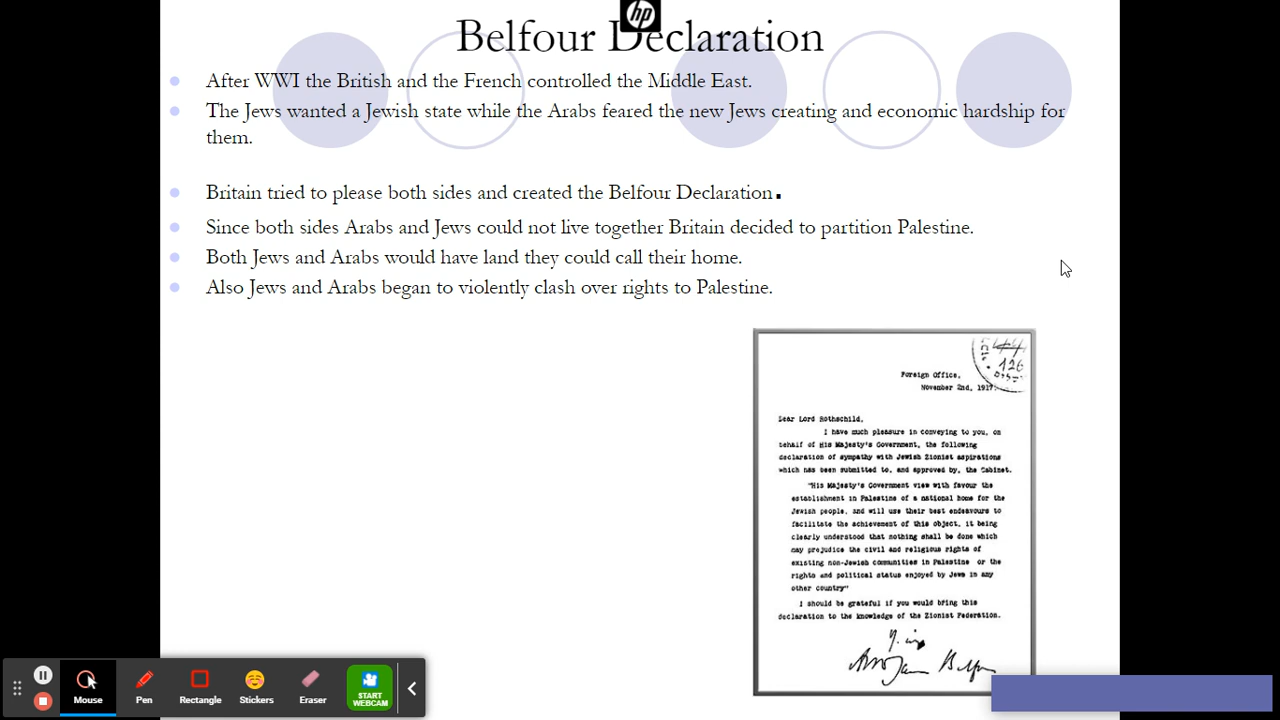 hp
Belfour Declaration
After WWI the British and the French controlled the Middle East.
The Jews wanted a Jewish state while the Arabs feared the new Jews creating and economic hardship for
them.
Britain tried to please both sides and created the Belfour Declaration.
Since both sides Arabs and Jews could not live together Britain decided to partition Palestine.
Both Jews and Arabs would have land they could call their home.
Also Jews and Arabs began to violently clash over rights to Palestine.
Foreign Office,
November 2nd, 1917.
Dear Lord Rothschild,
I have much pleasure in conveying to you, on
behalf of His Majesty's Government, the following
declaration of sympathy with Jewish Zionist aspirations
which has been submitted to, and approved by, the Cabinet.
"His Majesty's Government view with favour the
establishment in Palestine of a national home for the
Jewish people, and will use their best endeavours to
facilitate the achievement of this object, it being
clearly understood that nothing shall be done which
may prejudice the civil and religious rights of
existing non-Jewish communities in Palestine or the
rights and political status enjoyed by Jews in any
other country"
I should be grateful if you would bring this
declaration to the knowledge of the Zionist Federation.
Mouse
Pen
Rectangle
Stickers
Eraser
START
WEBCAM